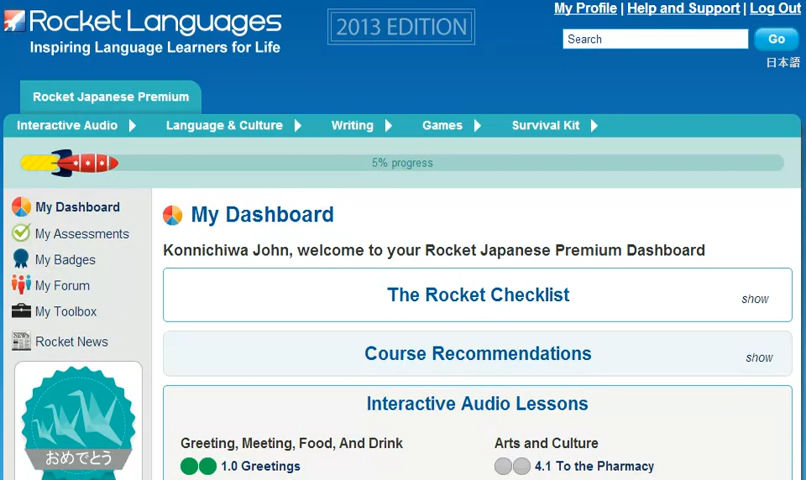 Rocket Languages
Inspiring Language Learners for Life
2013 EDITION
My Profile | Help and Support | Log Out
Search Go
日本語
Rocket Japanese Premium
Interactive Audio Language & Culture Writing Games Survival Kit
5% progress
My Dashboard
My Assessments
My Badges
My Forum
My Toolbox
NEWS
Rocket News
おめでとう
My Dashboard
Konnichiwa John, welcome to your Rocket Japanese Premium Dashboard
The Rocket Checklist show
Course Recommendations show
Interactive Audio Lessons
Greeting, Meeting, Food, And Drink
1.0 Greetings
Arts and Culture
4.1 To the Pharmacy